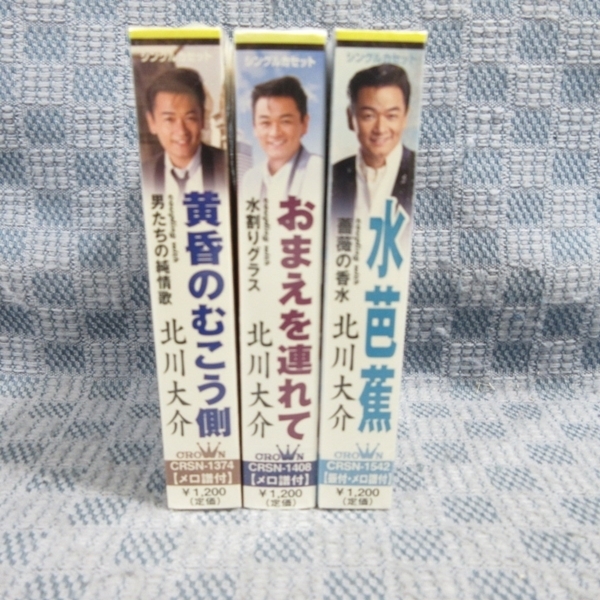 シングルカセット
黄昏のむこう側
男たちの純情歌
北川大介
CROWN
CRSN-1374
【メロ譜付】
¥1,200
(定価)
シングルカセット
おまえを連れて
水割りグラス
北川大介
CROWN
CRSN-1408
【メロ譜付】
¥1,200
(定価)
シングルカセット
水芭蕉
薔薇の香水
北川大介
CROWN
CRSN-1542
【振付・メロ譜付】
¥1,200
(定価)